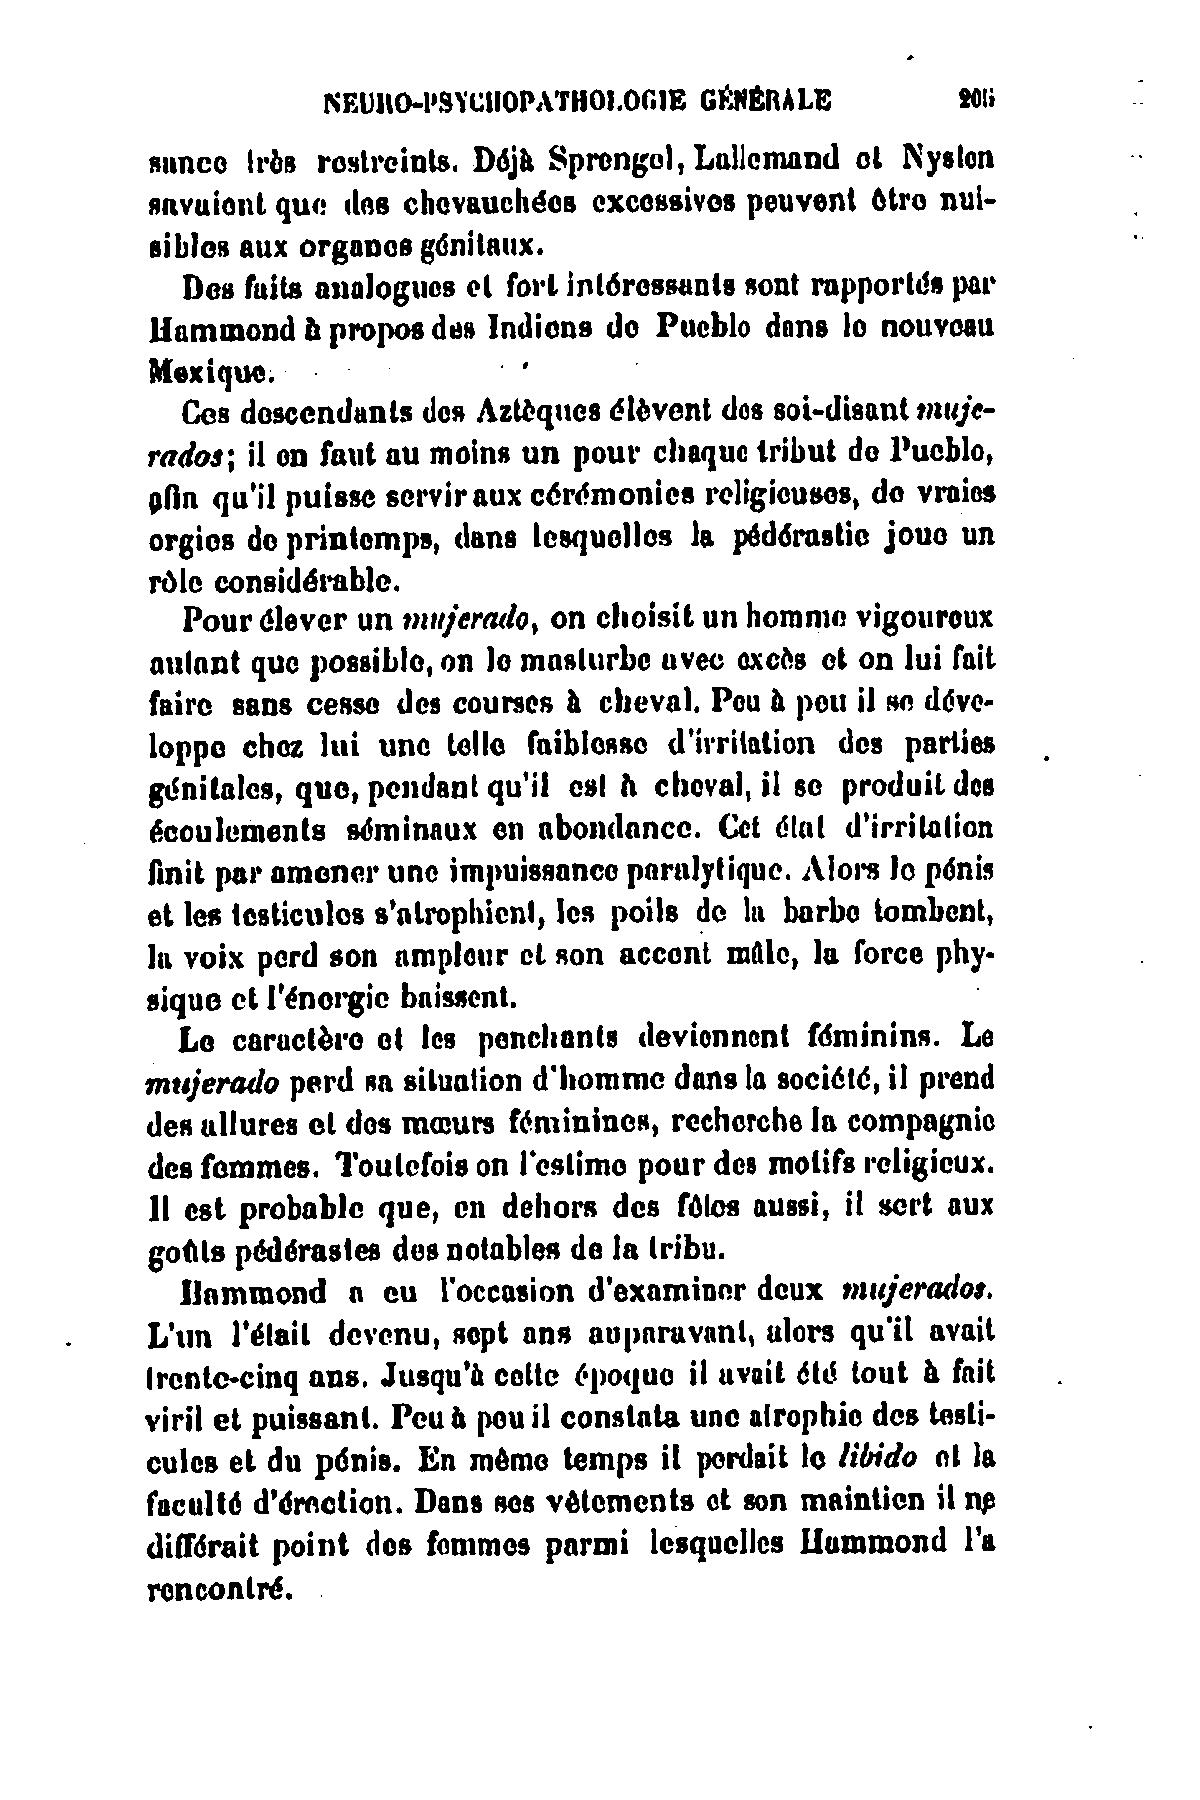 NEURO-PSYCHOPATHOLOGIE GÉNÉRALE 205
sance très restreints. Déjà Sprengel, Lallemand et Nysten
savaient que des chevauchées excessives peuvent être nui-
sibles aux organes génitaux.
Des faits analogues et fort intéressants sont rapportés par
Hammond à propos des Indiens de Pueblo dans le nouveau
Mexique.
Ces descendants des Aztèques élèvent des soi-disant muje-
rados; il en faut au moins un pour chaque tribut de Pueblo,
afin qu'il puisse servir aux cérémonies religieuses, de vraies
orgies de printemps, dans lesquelles la pédérastie joue un
rôle considérable.
Pour élever un mujerado, on choisit un homme vigoureux
autant que possible, on le masturbe avec excès et on lui fait
faire sans cesse des courses à cheval. Peu à peu il se déve-
loppe chez lui une telle faiblesse d'irritation des parties
génitales, que, pendant qu'il est à cheval, il se produit des
écoulements séminaux en abondance. Cet état d'irritation
finit par amener une impuissance paralytique. Alors le pénis
et les testicules s'atrophient, les poils de la barbe tombent,
la voix perd son ampleur et son accent mâle, la force phy-
sique et l'énergie baissent.
Le caractère et les penchants deviennent féminins. Le
mujerado perd sa situation d'homme dans la société, il prend
des allures et des mœurs féminines, recherche la compagnie
des femmes. Toutefois on l'estime pour des motifs religieux.
Il est probable que, en dehors des fêtes aussi, il sert aux
goûts pédérastes des notables de la tribu.
Hammond a eu l'occasion d'examiner deux mujerados.
L'un l'était devenu, sept ans auparavant, alors qu'il avait
trente-cinq ans. Jusqu'à cette époque il avait été tout à fait
viril et puissant. Peu à peu il constata une atrophie des testi-
cules et du pénis. En même temps il perdait le libido et la
faculté d'érection. Dans ses vêtements et son maintien il ne
différait point des femmes parmi lesquelles Hammond l'a
rencontré.